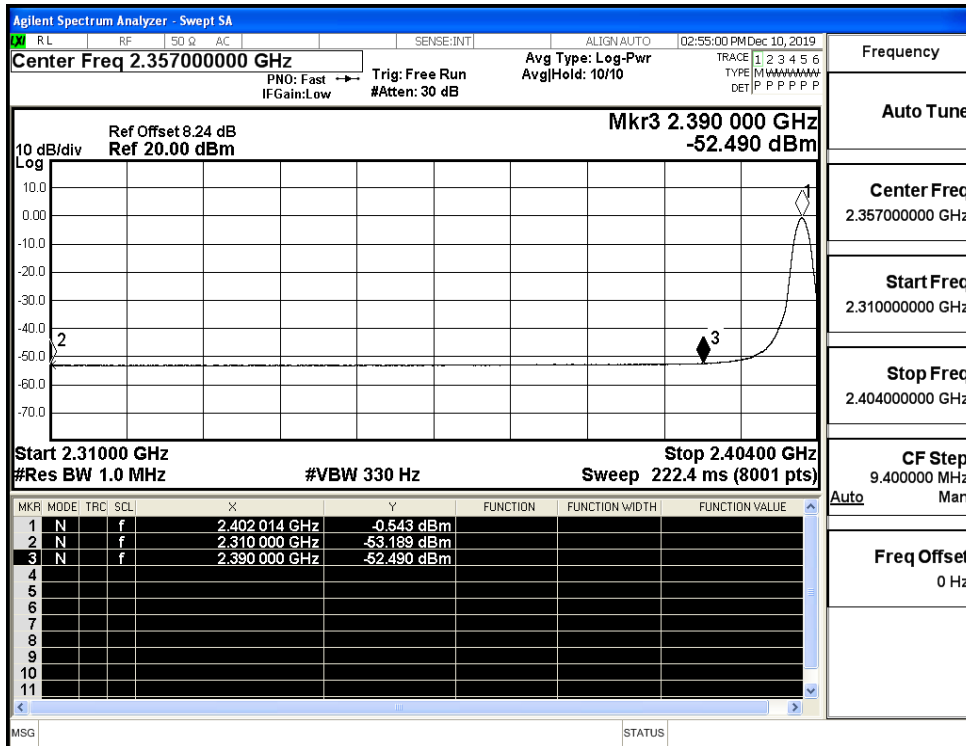 Agilent Spectrum Analyzer - Swept SA
LXI RL RF 50 Ω AC SENSE:INT ALIGN AUTO 02:55:00 PM Dec 10, 2019
Center Freq 2.357000000 GHz
PNO: Fast
IFGain:Low
Trig: Free Run
#Atten: 30 dB
Avg Type: Log-Pwr
Avg|Hold: 10/10
TRACE 1 2 3 4 5 6
TYPE M WWWWW
DET P P P P P P
Ref Offset 8.24 dB
10 dB/div Ref 20.00 dBm
Log
Mkr3 2.390 000 GHz
-52.490 dBm
10.0
0.00
-10.0
-20.0
-30.0
-40.0
-50.0
-60.0
-70.0
1
2
3
Start 2.31000 GHz Stop 2.40400 GHz
#Res BW 1.0 MHz #VBW 330 Hz Sweep 222.4 ms (8001 pts)
MKR MODE TRC SCL X Y FUNCTION FUNCTION WIDTH FUNCTION VALUE
1 N f 2.402 014 GHz -0.543 dBm
2 N f 2.310 000 GHz -53.189 dBm
3 N f 2.390 000 GHz -52.490 dBm
4
5
6
7
8
9
10
11
MSG STATUS
Frequency
Auto Tune
Center Freq
2.357000000 GHz
Start Freq
2.310000000 GHz
Stop Freq
2.404000000 GHz
CF Step
9.400000 MHz
Auto Man
Freq Offset
0 Hz